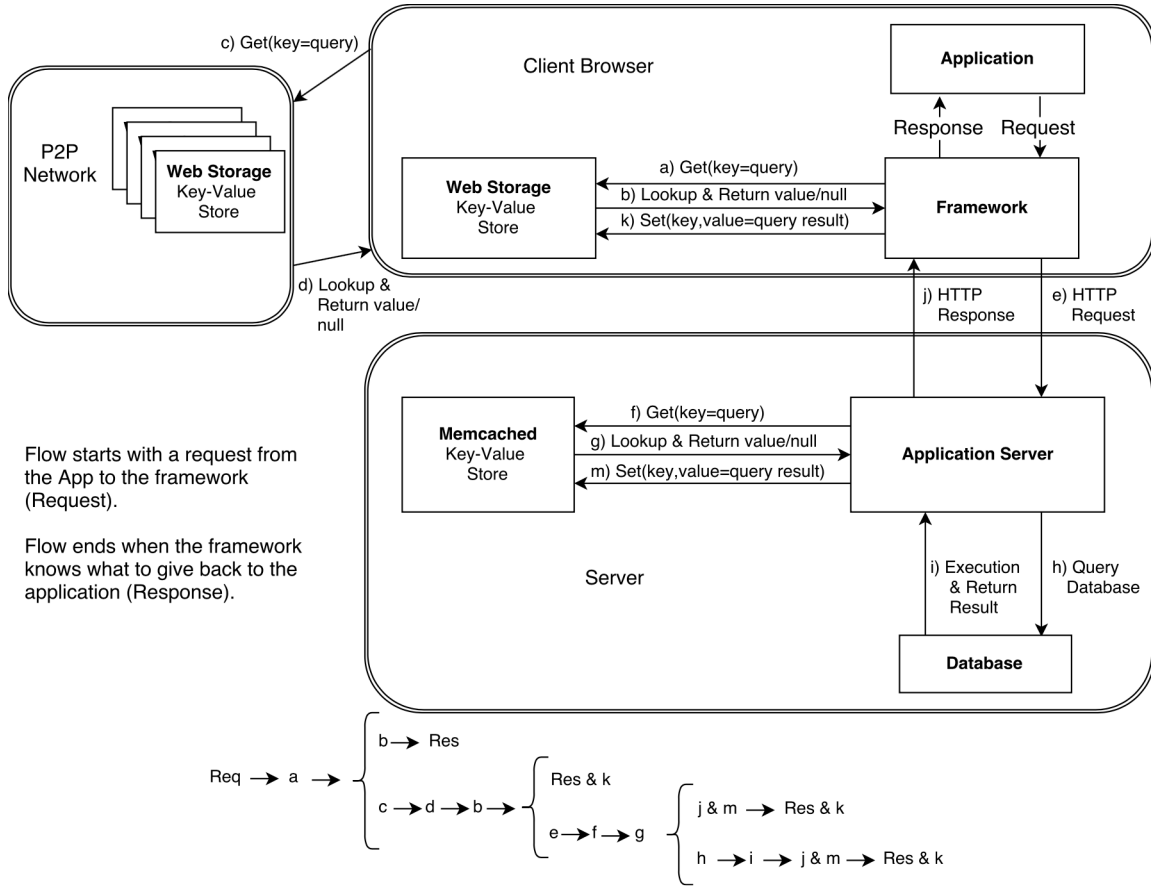 c) Get(key=query)
Client Browser
Application
Response
Request
P2P
Network
Web Storage
Key-Value
Store
Web Storage
Key-Value
Store
a) Get(key=query)
b) Lookup & Return value/null
k) Set(key,value=query result)
Framework
d) Lookup &
Return value/
null
j) HTTP
Response
e) HTTP
Request
Memcached
Key-Value
Store
f) Get(key=query)
g) Lookup & Return value/null
m) Set(key,value=query result)
Application Server
Flow starts with a request from
the App to the framework
(Request).
Flow ends when the framework
knows what to give back to the
application (Response).
Server
i) Execution
& Return
Result
h) Query
Database
Database
b → Res
Req → a →
c → d → b →
Res & k
e → f → g
j & m → Res & k
h → i → j & m → Res & k